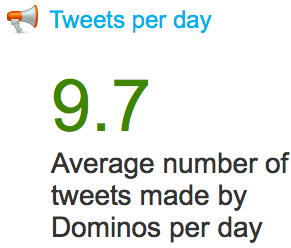 Tweets per day
9.7
Average number of
tweets made by
Dominos per day